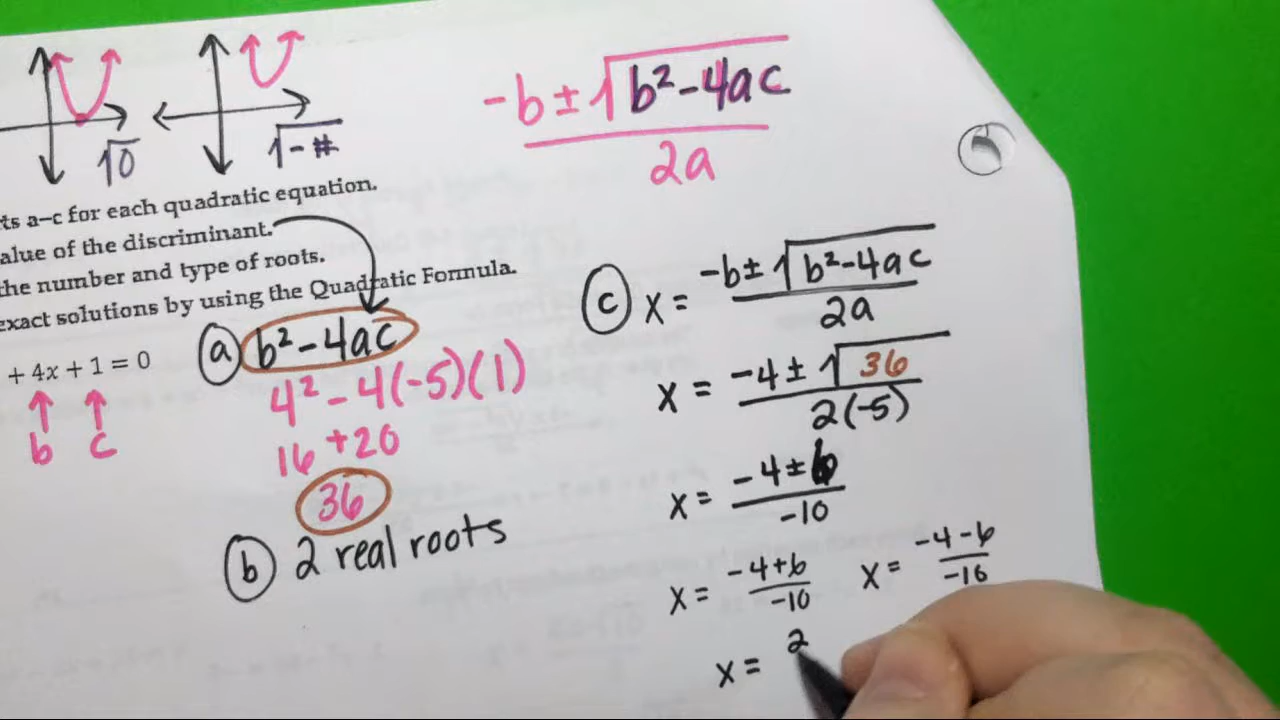 √0
√-#
-b ± √b² - 4ac
2a
ts a–c for each quadratic equation.
alue of the discriminant.
the number and type of roots.
exact solutions by using the Quadratic Formula.
+ 4x + 1 = 0
b c
(a) b² - 4ac
4² - 4(-5)(1)
16 + 20
36
(b) 2 real roots
(c) x = -b ± √b² - 4ac
2a
x = -4 ± √36
2(-5)
x = -4 ± 6
-10
x = -4 + 6
-10
x = -4 - 6
-10
x = 2